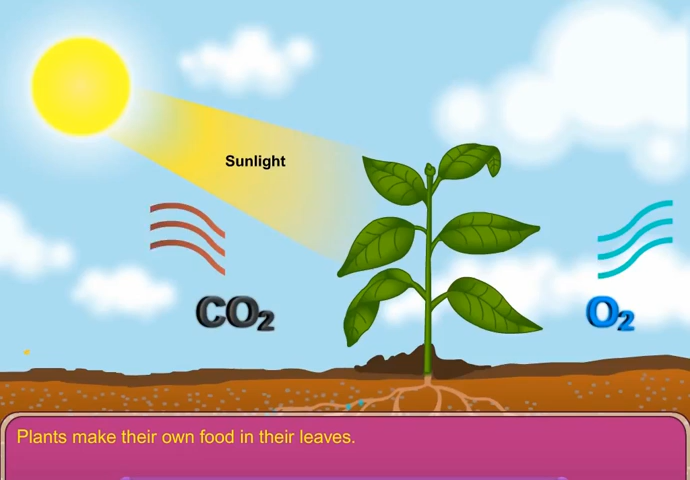 Sunlight
CO₂
O₂
Plants make their own food in their leaves.